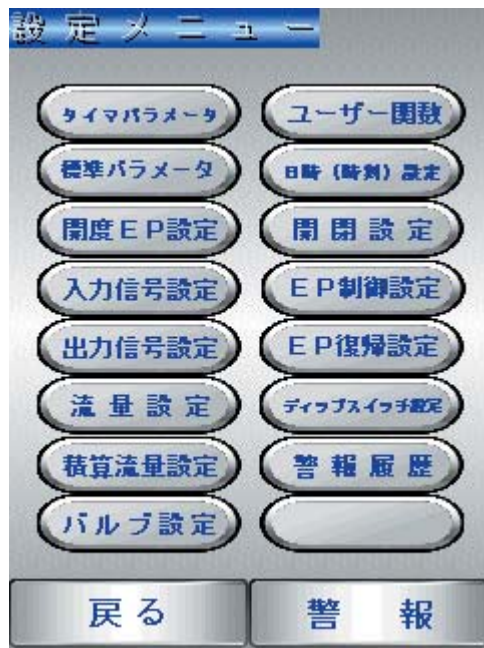 設定メニュー
タイマパラメータ ユーザー関数
標準パラメータ 日時（時刻）設定
開度ＥＰ設定 開閉設定
入力信号設定 ＥＰ制御設定
出力信号設定 ＥＰ復帰設定
流量設定 ディップスイッチ設定
積算流量設定 警報履歴
バルブ設定
戻る 警報